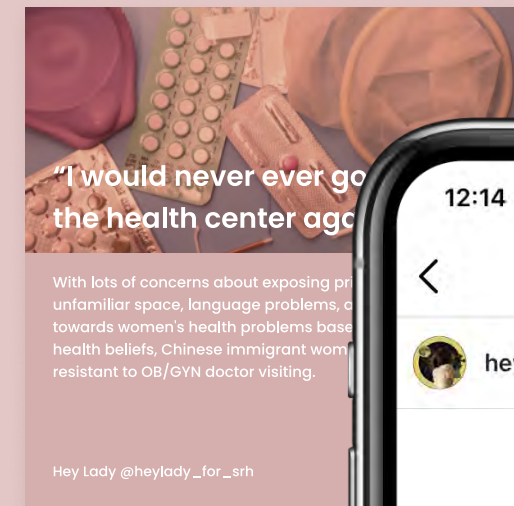 “I would never ever go
the health center aga
With lots of concerns about exposing pri
unfamiliar space, language problems, a
towards women's health problems base
health beliefs, Chinese immigrant wom
resistant to OB/GYN doctor visiting.
Hey Lady @heylady_for_srh
12:14
hey